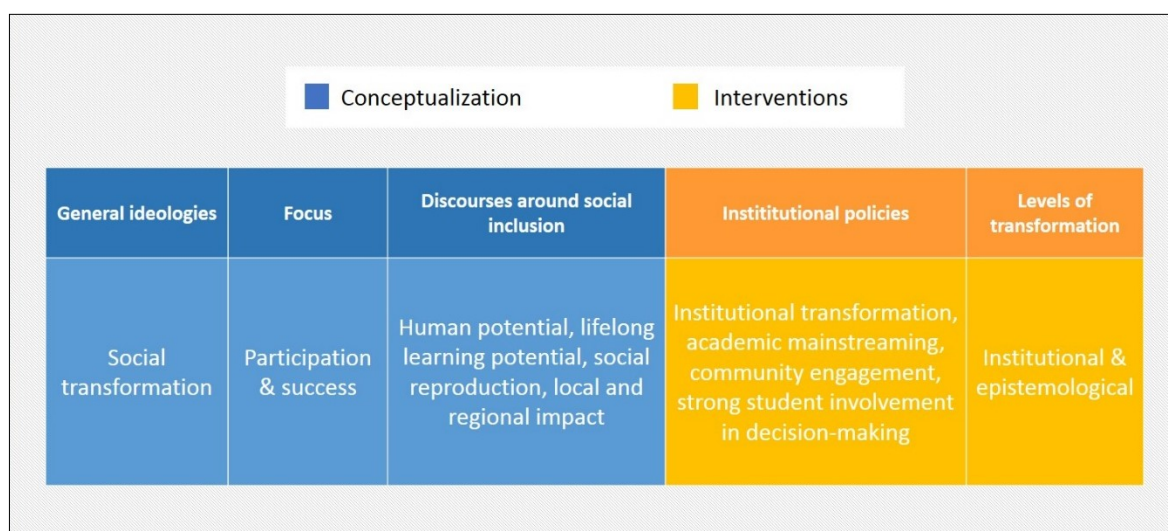 Conceptualization
Interventions
General ideologies
Focus
Discourses around social
inclusion
Instititutional policies
Levels of
transformation
Social
transformation
Participation
& success
Human potential, lifelong
learning potential, social
reproduction, local and
regional impact
Institutional transformation,
academic mainstreaming,
community engagement,
strong student involvement
in decision-making
Institutional &
epistemological